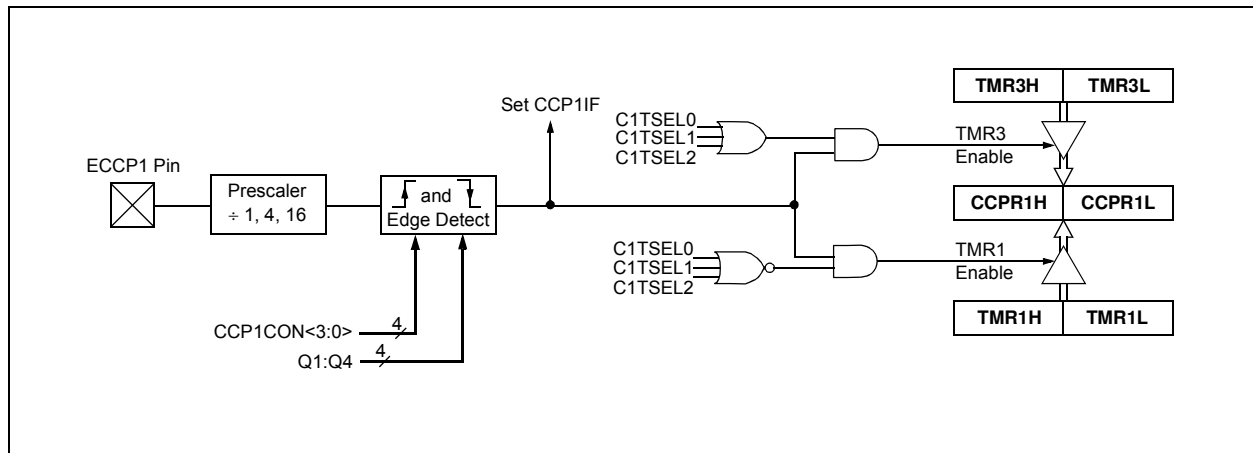 TMR3H TMR3L
Set CCP1IF
C1TSEL0
C1TSEL1
C1TSEL2
TMR3
Enable
ECCP1 Pin
Prescaler
÷ 1, 4, 16
and
Edge Detect
CCPR1H CCPR1L
C1TSEL0
C1TSEL1
C1TSEL2
TMR1
Enable
TMR1H TMR1L
CCP1CON<3:0> 4
Q1:Q4 4